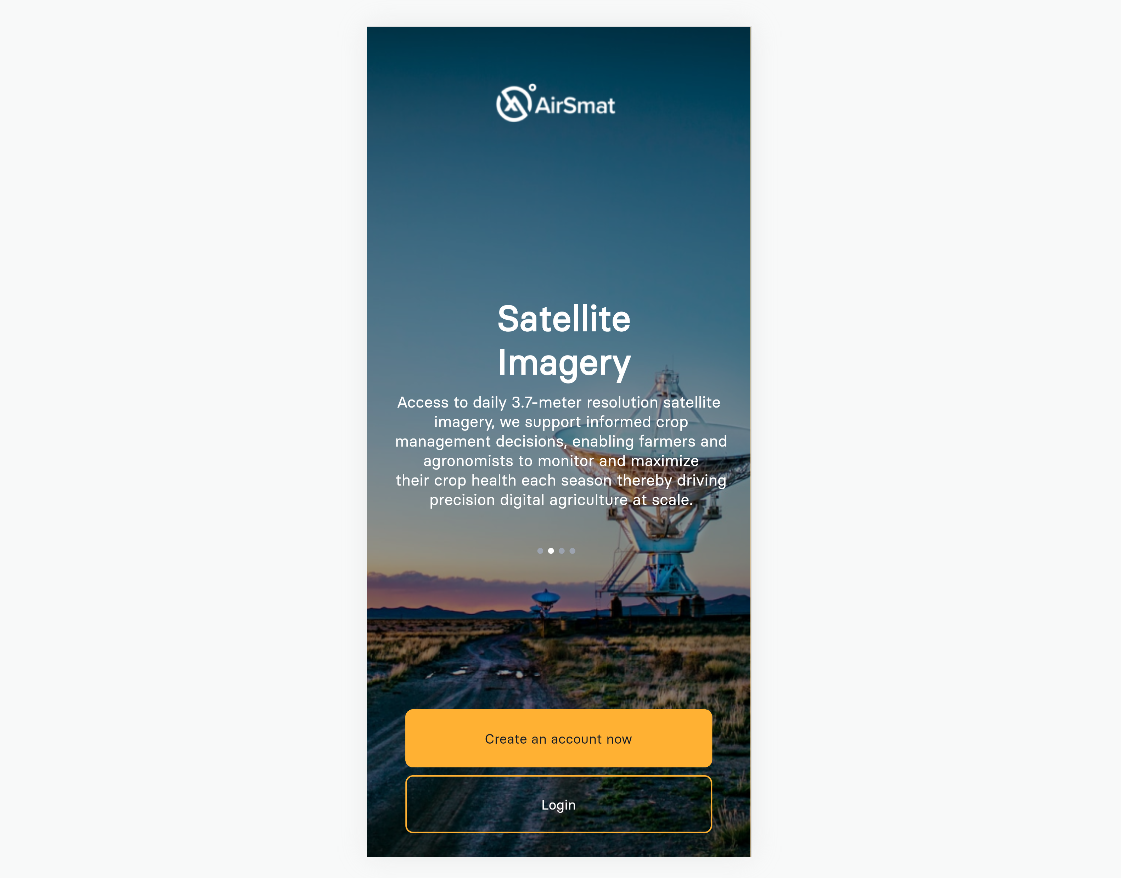 AirSmat
Satellite
Imagery
Access to daily 3.7-meter resolution satellite
imagery, we support informed crop
management decisions, enabling farmers and
agronomists to monitor and maximize
their crop health each season thereby driving
precision digital agriculture at scale.
Create an account now
Login